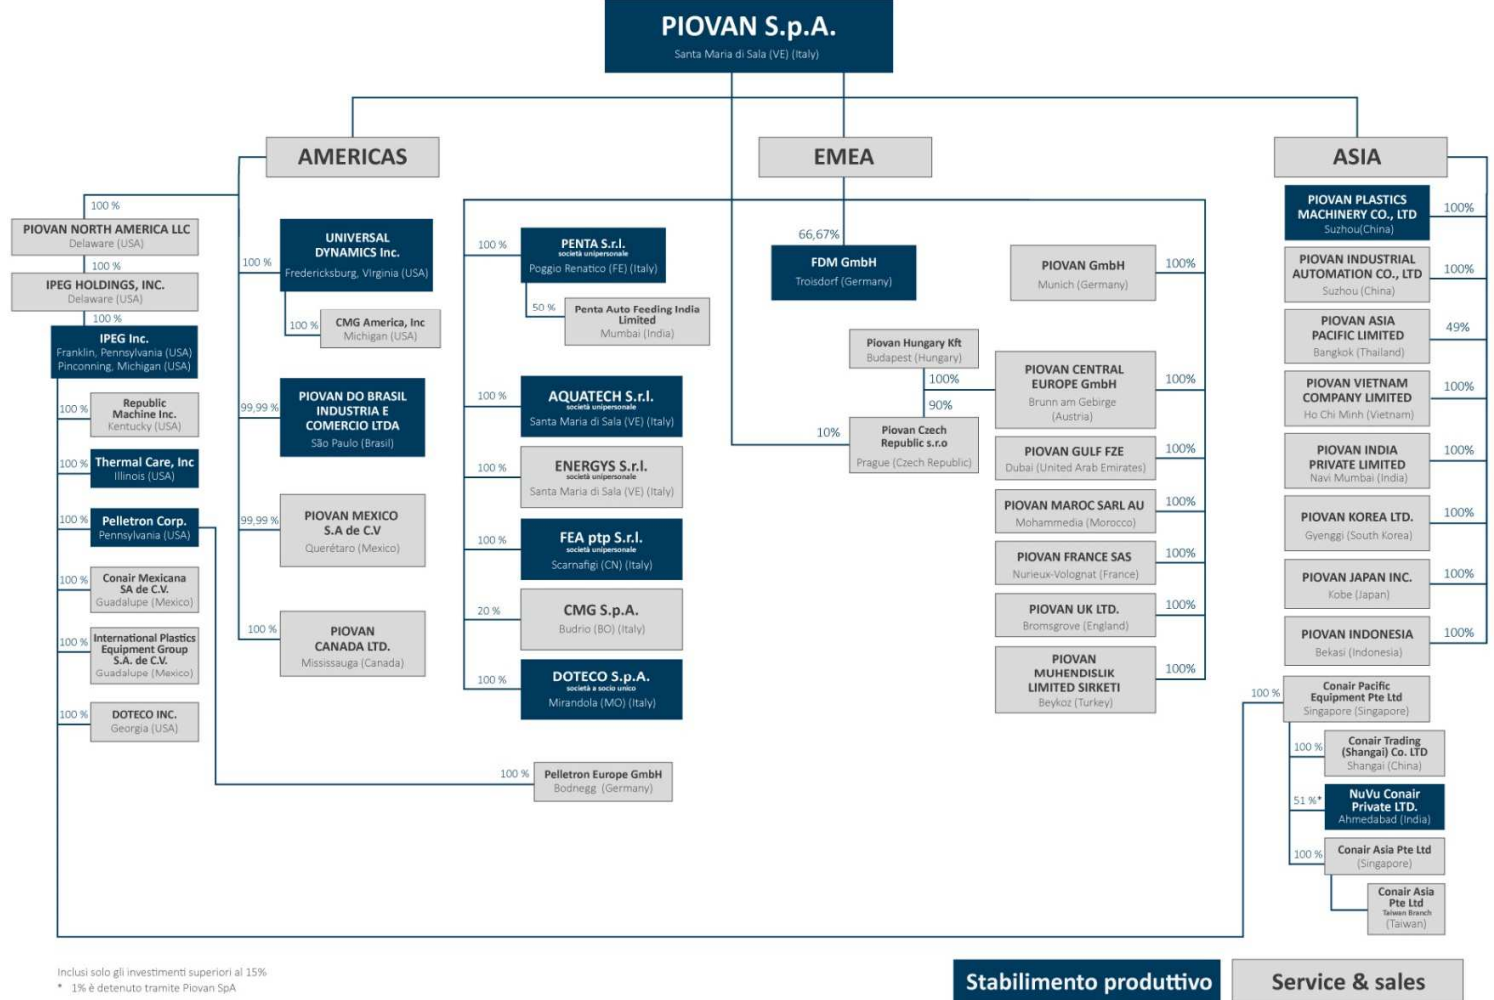 PIOVAN S.p.A.
Santa Maria di Sala (VE) (Italy)
AMERICAS
EMEA
ASIA
100 %
PIOVAN NORTH AMERICA LLC
Delaware (USA)
100 %
IPEG HOLDINGS, INC.
Delaware (USA)
100 %
IPEG Inc.
Franklin, Pennsylvania (USA)
Pinconning, Michigan (USA)
100 %
Republic
Machine Inc.
Kentucky (USA)
100 %
Thermal Care, Inc
Illinois (USA)
100 %
Pelletron Corp.
Pennsylvania (USA)
100 %
Conair Mexicana
SA de C.V.
Guadalupe (Mexico)
100 %
International Plastics
Equipment Group
S.A. de C.V.
Guadalupe (Mexico)
100 %
DOTECO INC.
Georgia (USA)
100 %
UNIVERSAL
DYNAMICS Inc.
Fredericksburg, VIrginia (USA)
100 %
CMG America, Inc
Michigan (USA)
99,99 %
PIOVAN DO BRASIL
INDUSTRIA E
COMERCIO LTDA
São Paulo (Brasil)
99,99 %
PIOVAN MEXICO
S.A de C.V
Querétaro (Mexico)
100 %
PIOVAN
CANADA LTD.
Mississauga (Canada)
100 %
PENTA S.r.l.
società unipersonale
Poggio Renatico (FE) (Italy)
50 %
Penta Auto Feeding India
Limited
Mumbai (India)
100 %
AQUATECH S.r.l.
società unipersonale
Santa Maria di Sala (VE) (Italy)
100 %
ENERGYS S.r.l.
società unipersonale
Santa Maria di Sala (VE) (Italy)
100 %
FEA ptp S.r.l.
società unipersonale
Scarnafigi (CN) (Italy)
20 %
CMG S.p.A.
Budrio (BO) (Italy)
100 %
DOTECO S.p.A.
società a socio unico
Mirandola (MO) (Italy)
100 %
Pelletron Europe GmbH
Bodnegg (Germany)
66,67%
FDM GmbH
Troisdorf (Germany)
Piovan Hungary Kft
Budapest (Hungary)
100%
90%
10%
Piovan Czech
Republic s.r.o
Prague (Czech Republic)
PIOVAN GmbH
Munich (Germany)
100%
PIOVAN CENTRAL
EUROPE GmbH
Brunn am Gebirge
(Austria)
100%
PIOVAN GULF FZE
Dubai (United Arab Emirates)
100%
PIOVAN MAROC SARL AU
Mohammedia (Morocco)
100%
PIOVAN FRANCE SAS
Nurieux-Volognat (France)
100%
PIOVAN UK LTD.
Bromsgrove (England)
100%
PIOVAN
MUHENDISLIK
LIMITED SIRKETI
Beykoz (Turkey)
100%
PIOVAN PLASTICS
MACHINERY CO., LTD
Suzhou(China)
100%
PIOVAN INDUSTRIAL
AUTOMATION CO., LTD
Suzhou (China)
100%
PIOVAN ASIA
PACIFIC LIMITED
Bangkok (Thailand)
49%
PIOVAN VIETNAM
COMPANY LIMITED
Ho Chi Minh (Vietnam)
100%
PIOVAN INDIA
PRIVATE LIMITED
Navi Mumbai (India)
100%
PIOVAN KOREA LTD.
Gyenggi (South Korea)
100%
PIOVAN JAPAN INC.
Kobe (Japan)
100%
PIOVAN INDONESIA
Bekasi (Indonesia)
100%
100 %
Conair Pacific
Equipment Pte Ltd
Singapore (Singapore)
100 %
Conair Trading
(Shangai) Co. LTD
Shangai (China)
51 %*
NuVu Conair
Private LTD.
Ahmedabad (India)
100 %
Conair Asia Pte Ltd
(Singapore)
Conair Asia
Pte Ltd
Taiwan Branch
(Taiwan)
Inclusi solo gli investimenti superiori al 15%
* 1% è detenuto tramite Piovan SpA
Stabilimento produttivo
Service & sales